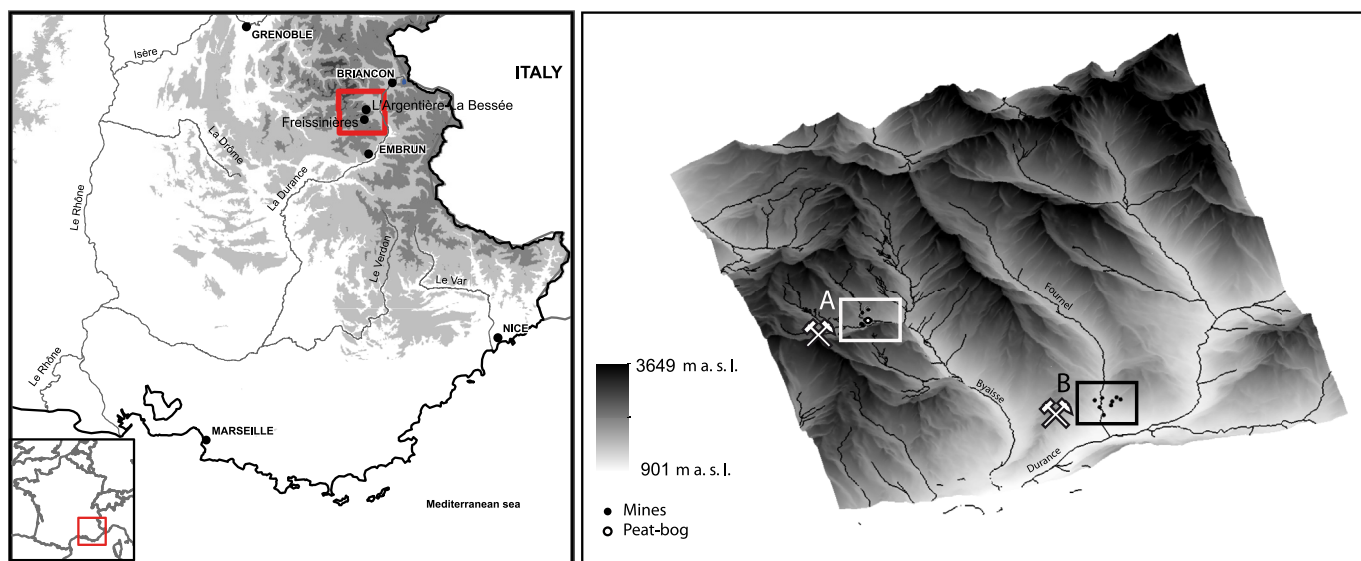 GRENOBLE
Isère
BRIANCON
ITALY
L'Argentière-La Bessée
Freissinières
La Drôme
EMBRUN
La Durance
Le Rhône
Le Verdon
Le Var
NICE
Le Rhône
MARSEILLE
Mediterranean sea
A
Fournel
3649 m a. s. l.
Byaisse
B
901 m a. s. l.
Durance
Mines
Peat-bog